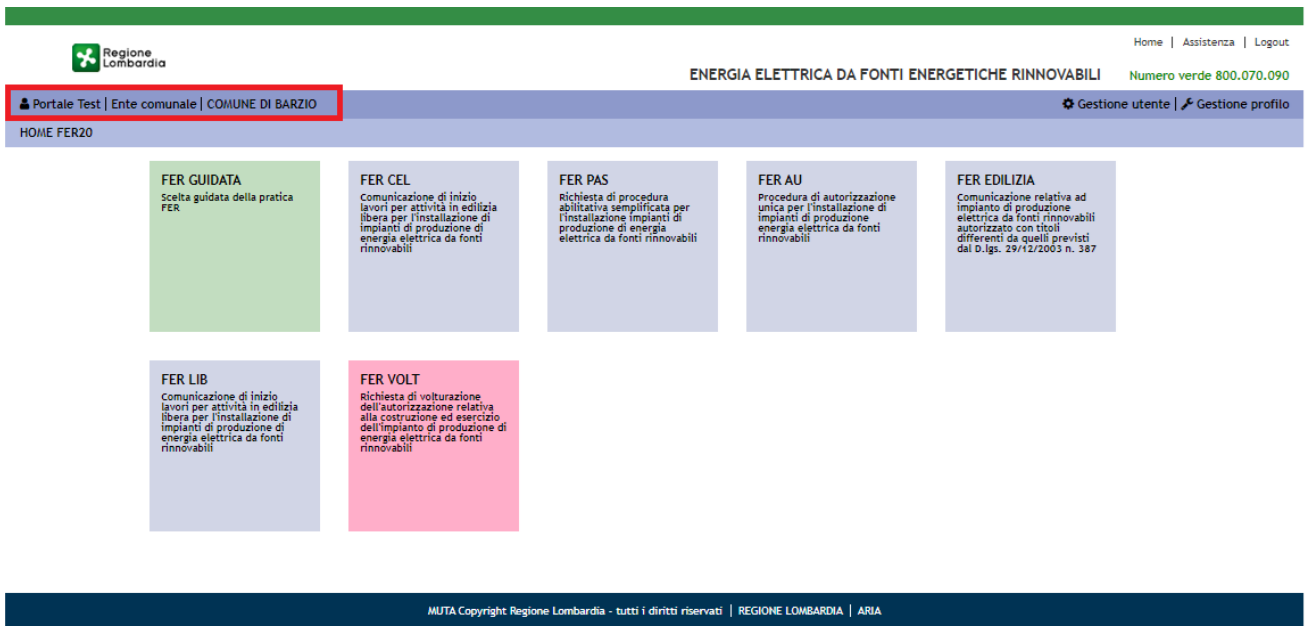 Regione
Lombardia
Home | Assistenza | Logout
ENERGIA ELETTRICA DA FONTI ENERGETICHE RINNOVABILI
Numero verde 800.070.090
Portale Test | Ente comunale | COMUNE DI BARZIO
Gestione utente | Gestione profilo
HOME FER20
FER GUIDATA
Scelta guidata della pratica
FER
FER CEL
Comunicazione di inizio
lavori per attività in edilizia
libera per l'installazione di
impianti di produzione di
energia elettrica da fonti
rinnovabili
FER PAS
Richiesta di procedura
abilitativa semplificata per
l'installazione impianti di
produzione di energia
elettrica da fonti rinnovabili
FER AU
Procedura di autorizzazione
unica per l'installazione di
impianti di produzione
energia elettrica da fonti
rinnovabili
FER EDILIZIA
Comunicazione relativa ad
impianto di produzione
elettrica da fonti rinnovabili
autorizzato con titoli
differenti da quelli previsti
dal D.lgs. 29/12/2003 n. 387
FER LIB
Comunicazione di inizio
lavori per attività in edilizia
libera per l'installazione di
impianti di produzione di
energia elettrica da fonti
rinnovabili
FER VOLT
Richiesta di volturazione
dell'autorizzazione relativa
alla costruzione ed esercizio
dell'impianto di produzione di
energia elettrica da fonti
rinnovabili
MUTA Copyright Regione Lombardia - tutti i diritti riservati | REGIONE LOMBARDIA | ARIA